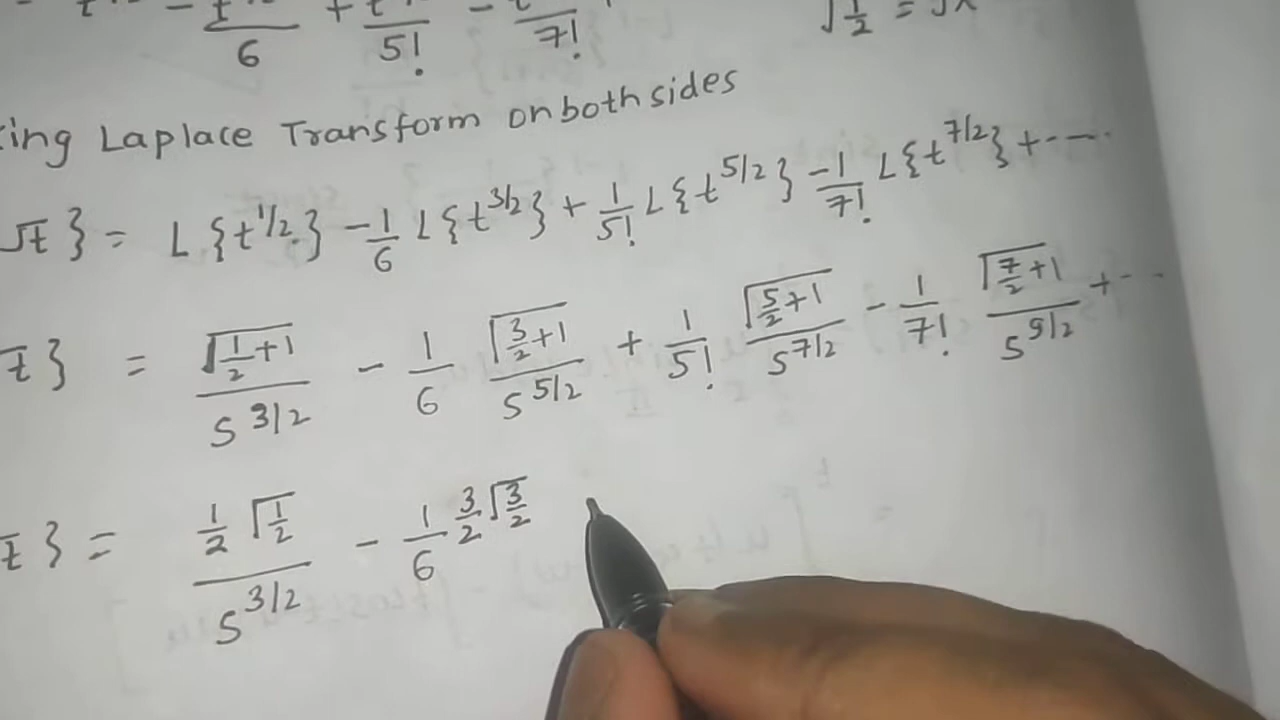 t - t/6 + t/5! - t/7! √1/2 = √π
king Laplace Transform on both sides
√t } = L{t^1/2} - 1/6 L{t^3/2} + 1/5! L{t^5/2} - 1/7! L{t^7/2} + -----
t } = √(1/2+1)/s^3/2 - 1/6 √(3/2+1)/s^5/2 + 1/5! √(5/2+1)/s^7/2 - 1/7! √(7/2+1)/s^9/2 + ---
t } = 1/2 √(1/2)/s^3/2 - 1/6 3/2 √(3/2)